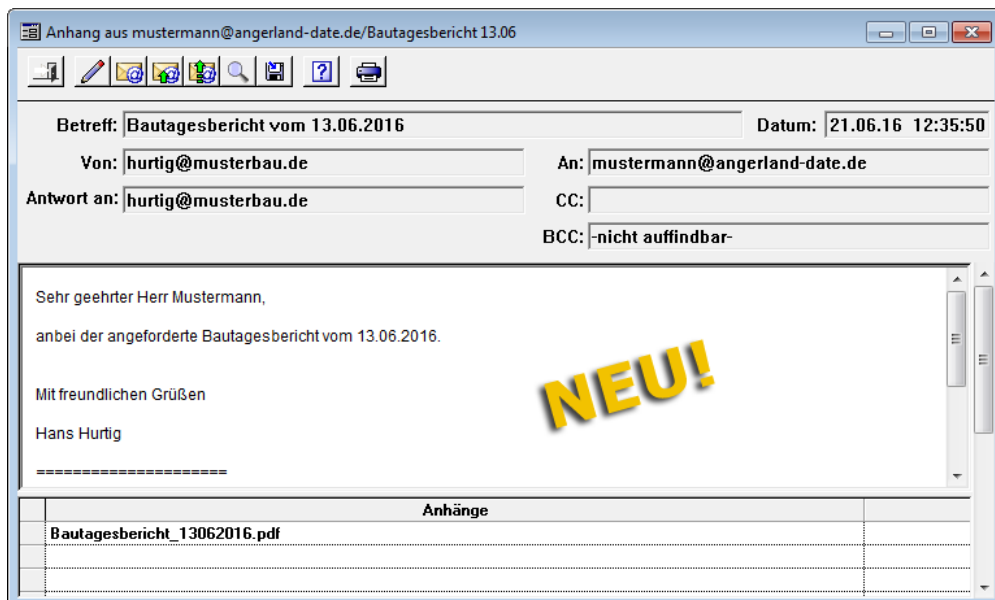 Anhang aus mustermann@angerland-date.de/Bautagesbericht 13.06
Betreff: Bautagesbericht vom 13.06.2016 Datum: 21.06.16 12:35:50
Von: hurtig@musterbau.de An: mustermann@angerland-date.de
Antwort an: hurtig@musterbau.de CC:
BCC: -nicht auffindbar-
Sehr geehrter Herr Mustermann,
anbei der angeforderte Bautagesbericht vom 13.06.2016.
NEU!
Mit freundlichen Grüßen
Hans Hurtig
=====================
Anhänge
Bautagesbericht_13062016.pdf